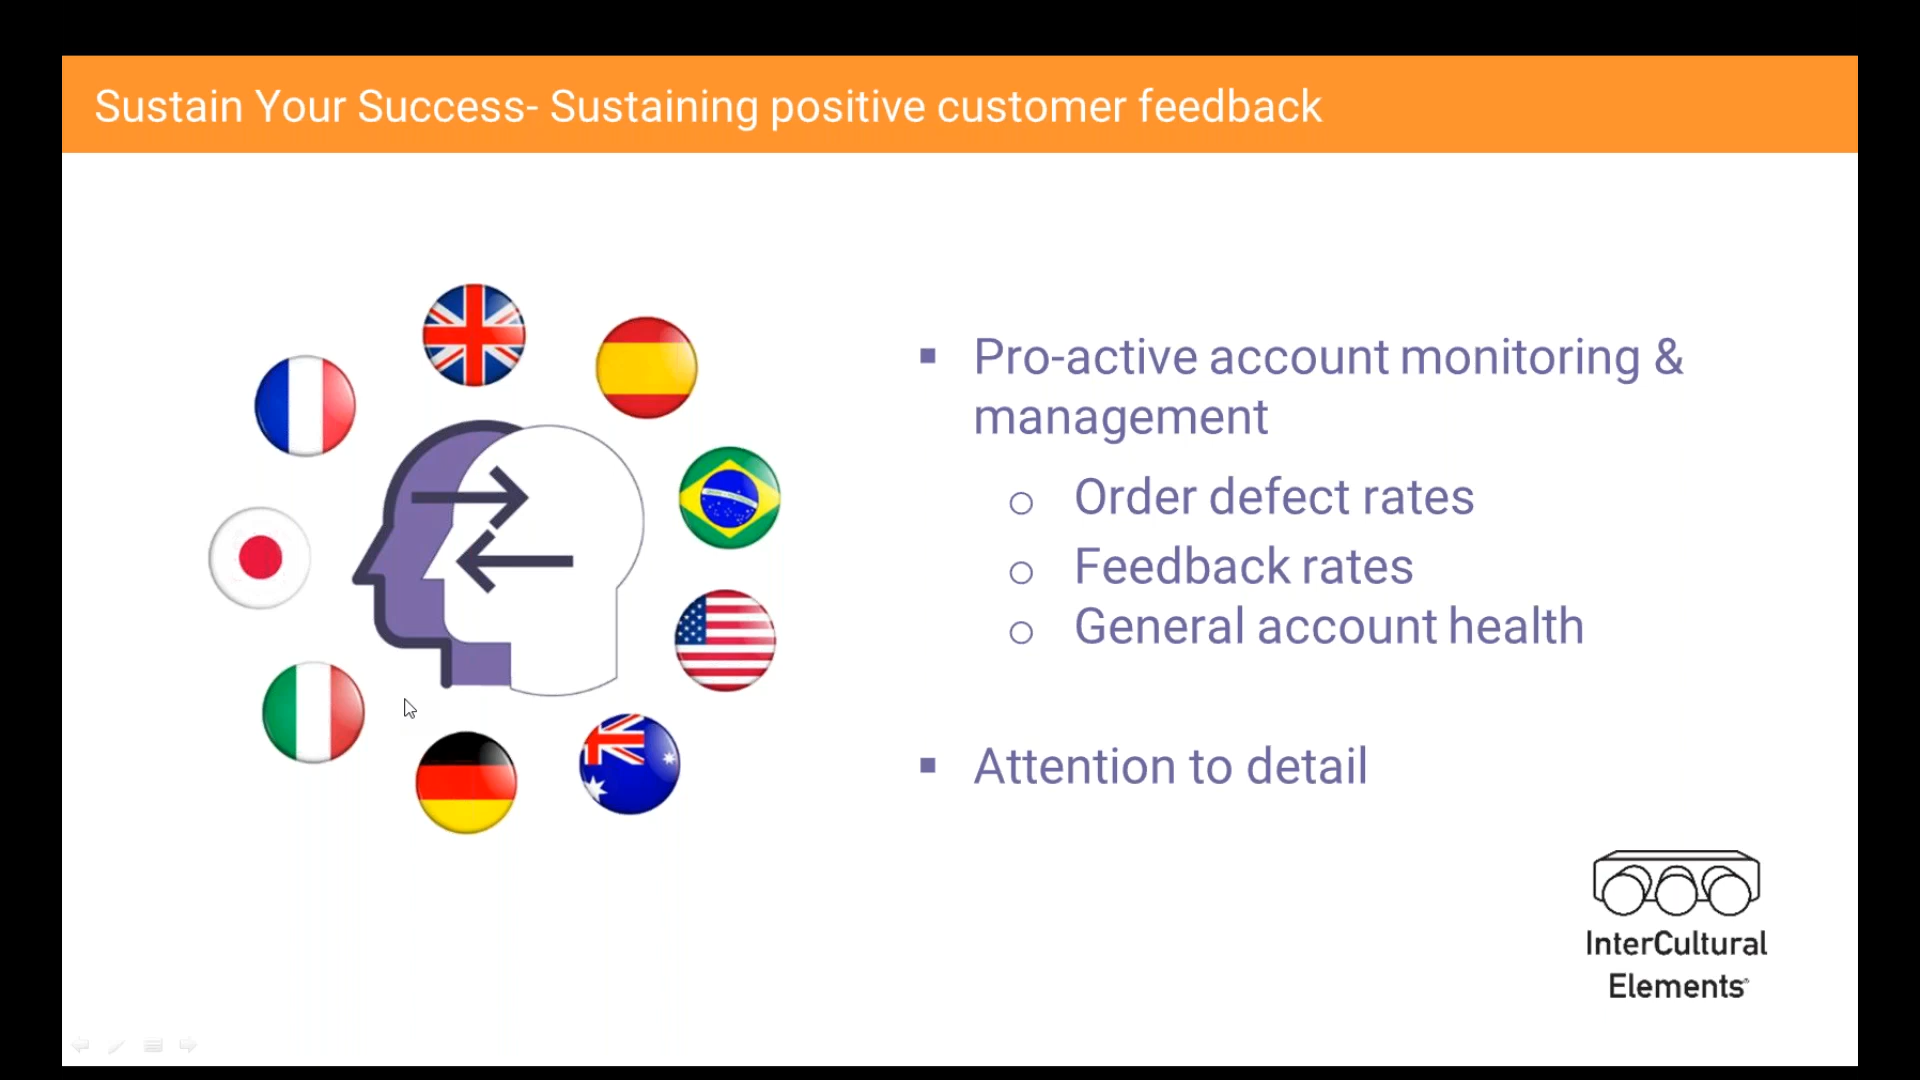 Sustain Your Success- Sustaining positive customer feedback
▪ Pro-active account monitoring &
management
o Order defect rates
o Feedback rates
o General account health
▪ Attention to detail
InterCultural
Elements